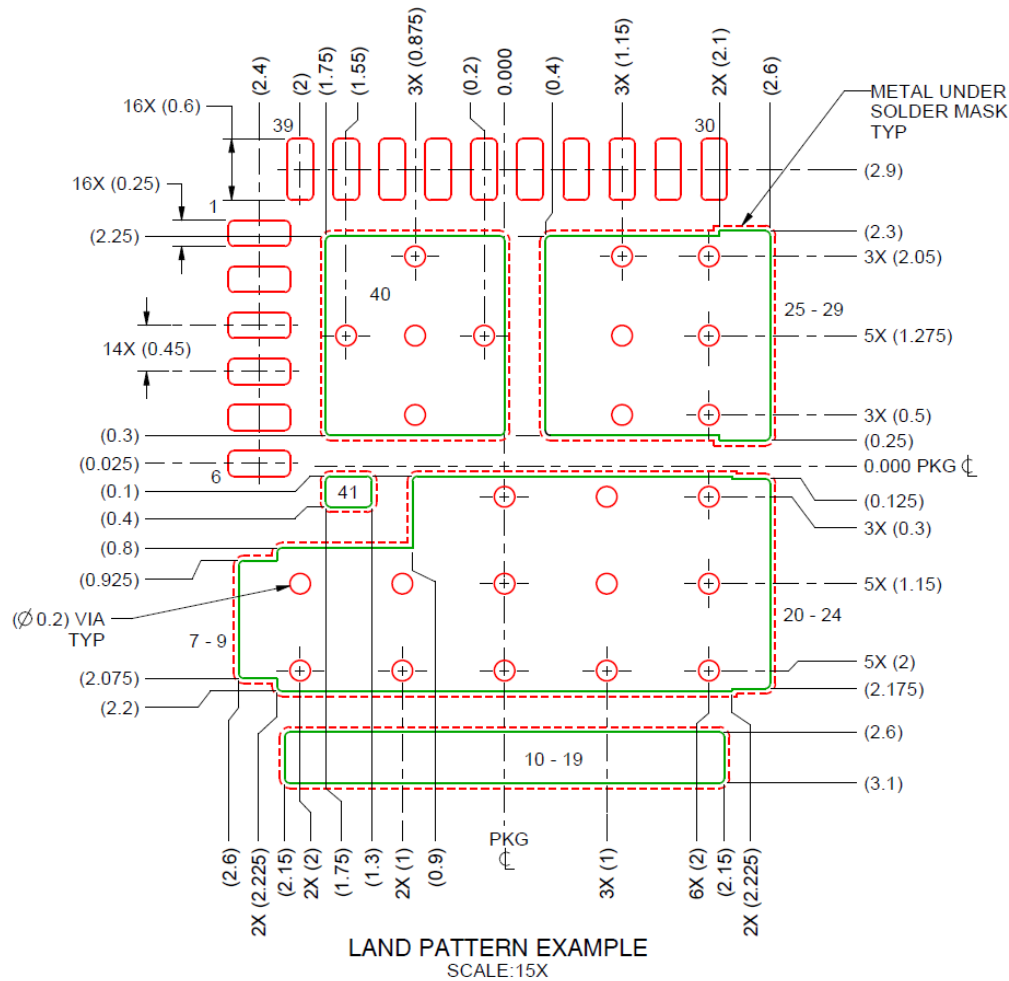 (2.4)
(2)
(1.75)
(1.55)
3X (0.875)
(0.2)
0.000
(0.4)
3X (1.15)
2X (2.1)
(2.6)
16X (0.6)
39
30
METAL UNDER
SOLDER MASK
TYP
(2.9)
16X (0.25)
1
(2.25)
(2.3)
3X (2.05)
40
25 - 29
14X (0.45)
5X (1.275)
3X (0.5)
(0.3)
(0.25)
(0.025)
6
0.000 PKG ℄
(0.1)
41
(0.125)
(0.4)
3X (0.3)
(0.8)
(0.925)
5X (1.15)
(Ø 0.2) VIA
TYP
7 - 9
20 - 24
5X (2)
(2.075)
(2.175)
(2.2)
(2.6)
10 - 19
(3.1)
PKG
℄
(2.6)
2X (2.225)
(2.15)
2X (2)
(1.75)
(1.3)
2X (1)
(0.9)
3X (1)
6X (2)
(2.15)
2X (2.225)
LAND PATTERN EXAMPLE
SCALE:15X